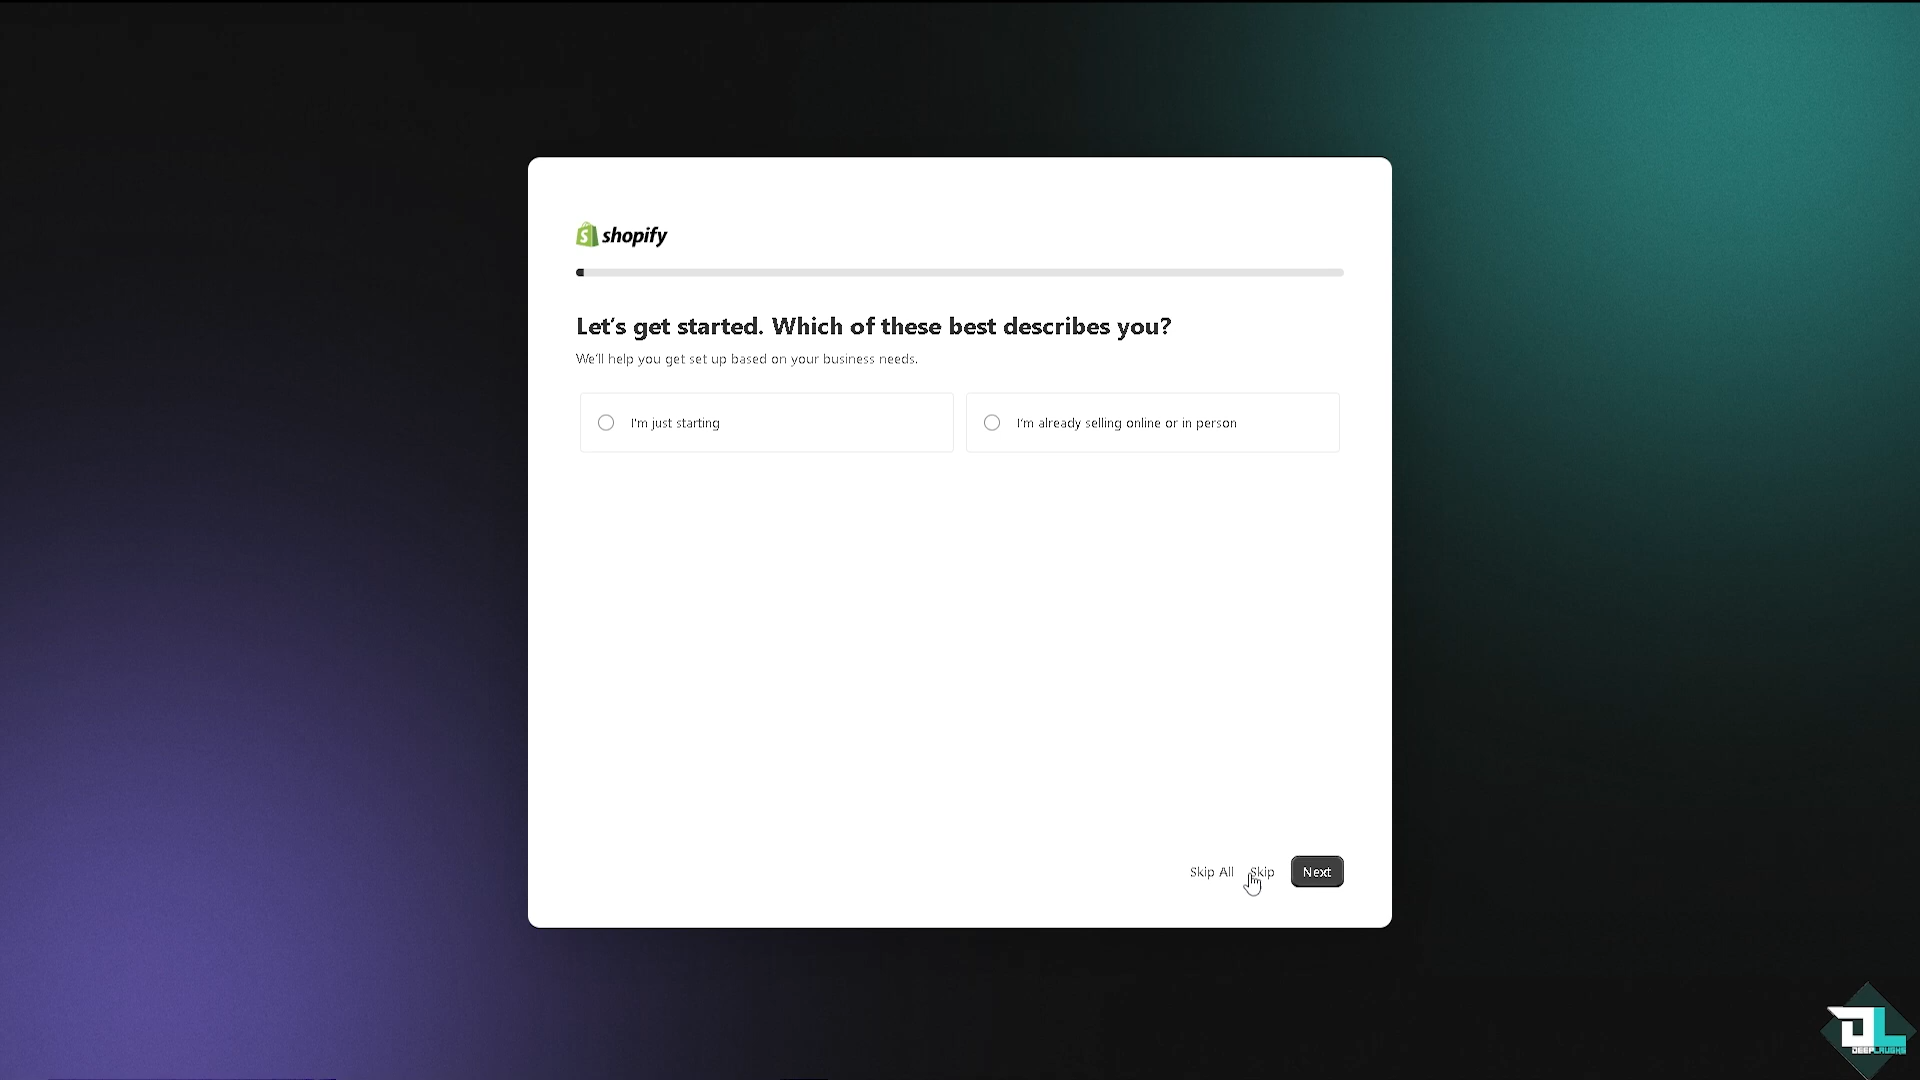 shopify
Let's get started. Which of these best describes you?
We'll help you get set up based on your business needs.
I'm just starting
I'm already selling online or in person
Skip All
Skip
Next
DL